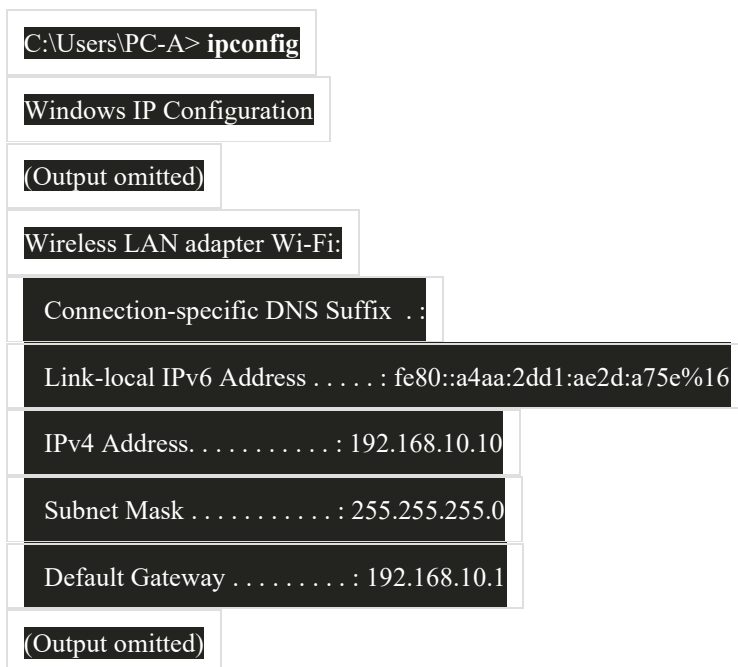 C:\Users\PC-A> ipconfig
Windows IP Configuration
(Output omitted)
Wireless LAN adapter Wi-Fi:
Connection-specific DNS Suffix . :
Link-local IPv6 Address . . . . . : fe80::a4aa:2dd1:ae2d:a75e%16
IPv4 Address. . . . . . . . . . . : 192.168.10.10
Subnet Mask . . . . . . . . . . . : 255.255.255.0
Default Gateway . . . . . . . . . : 192.168.10.1
(Output omitted)